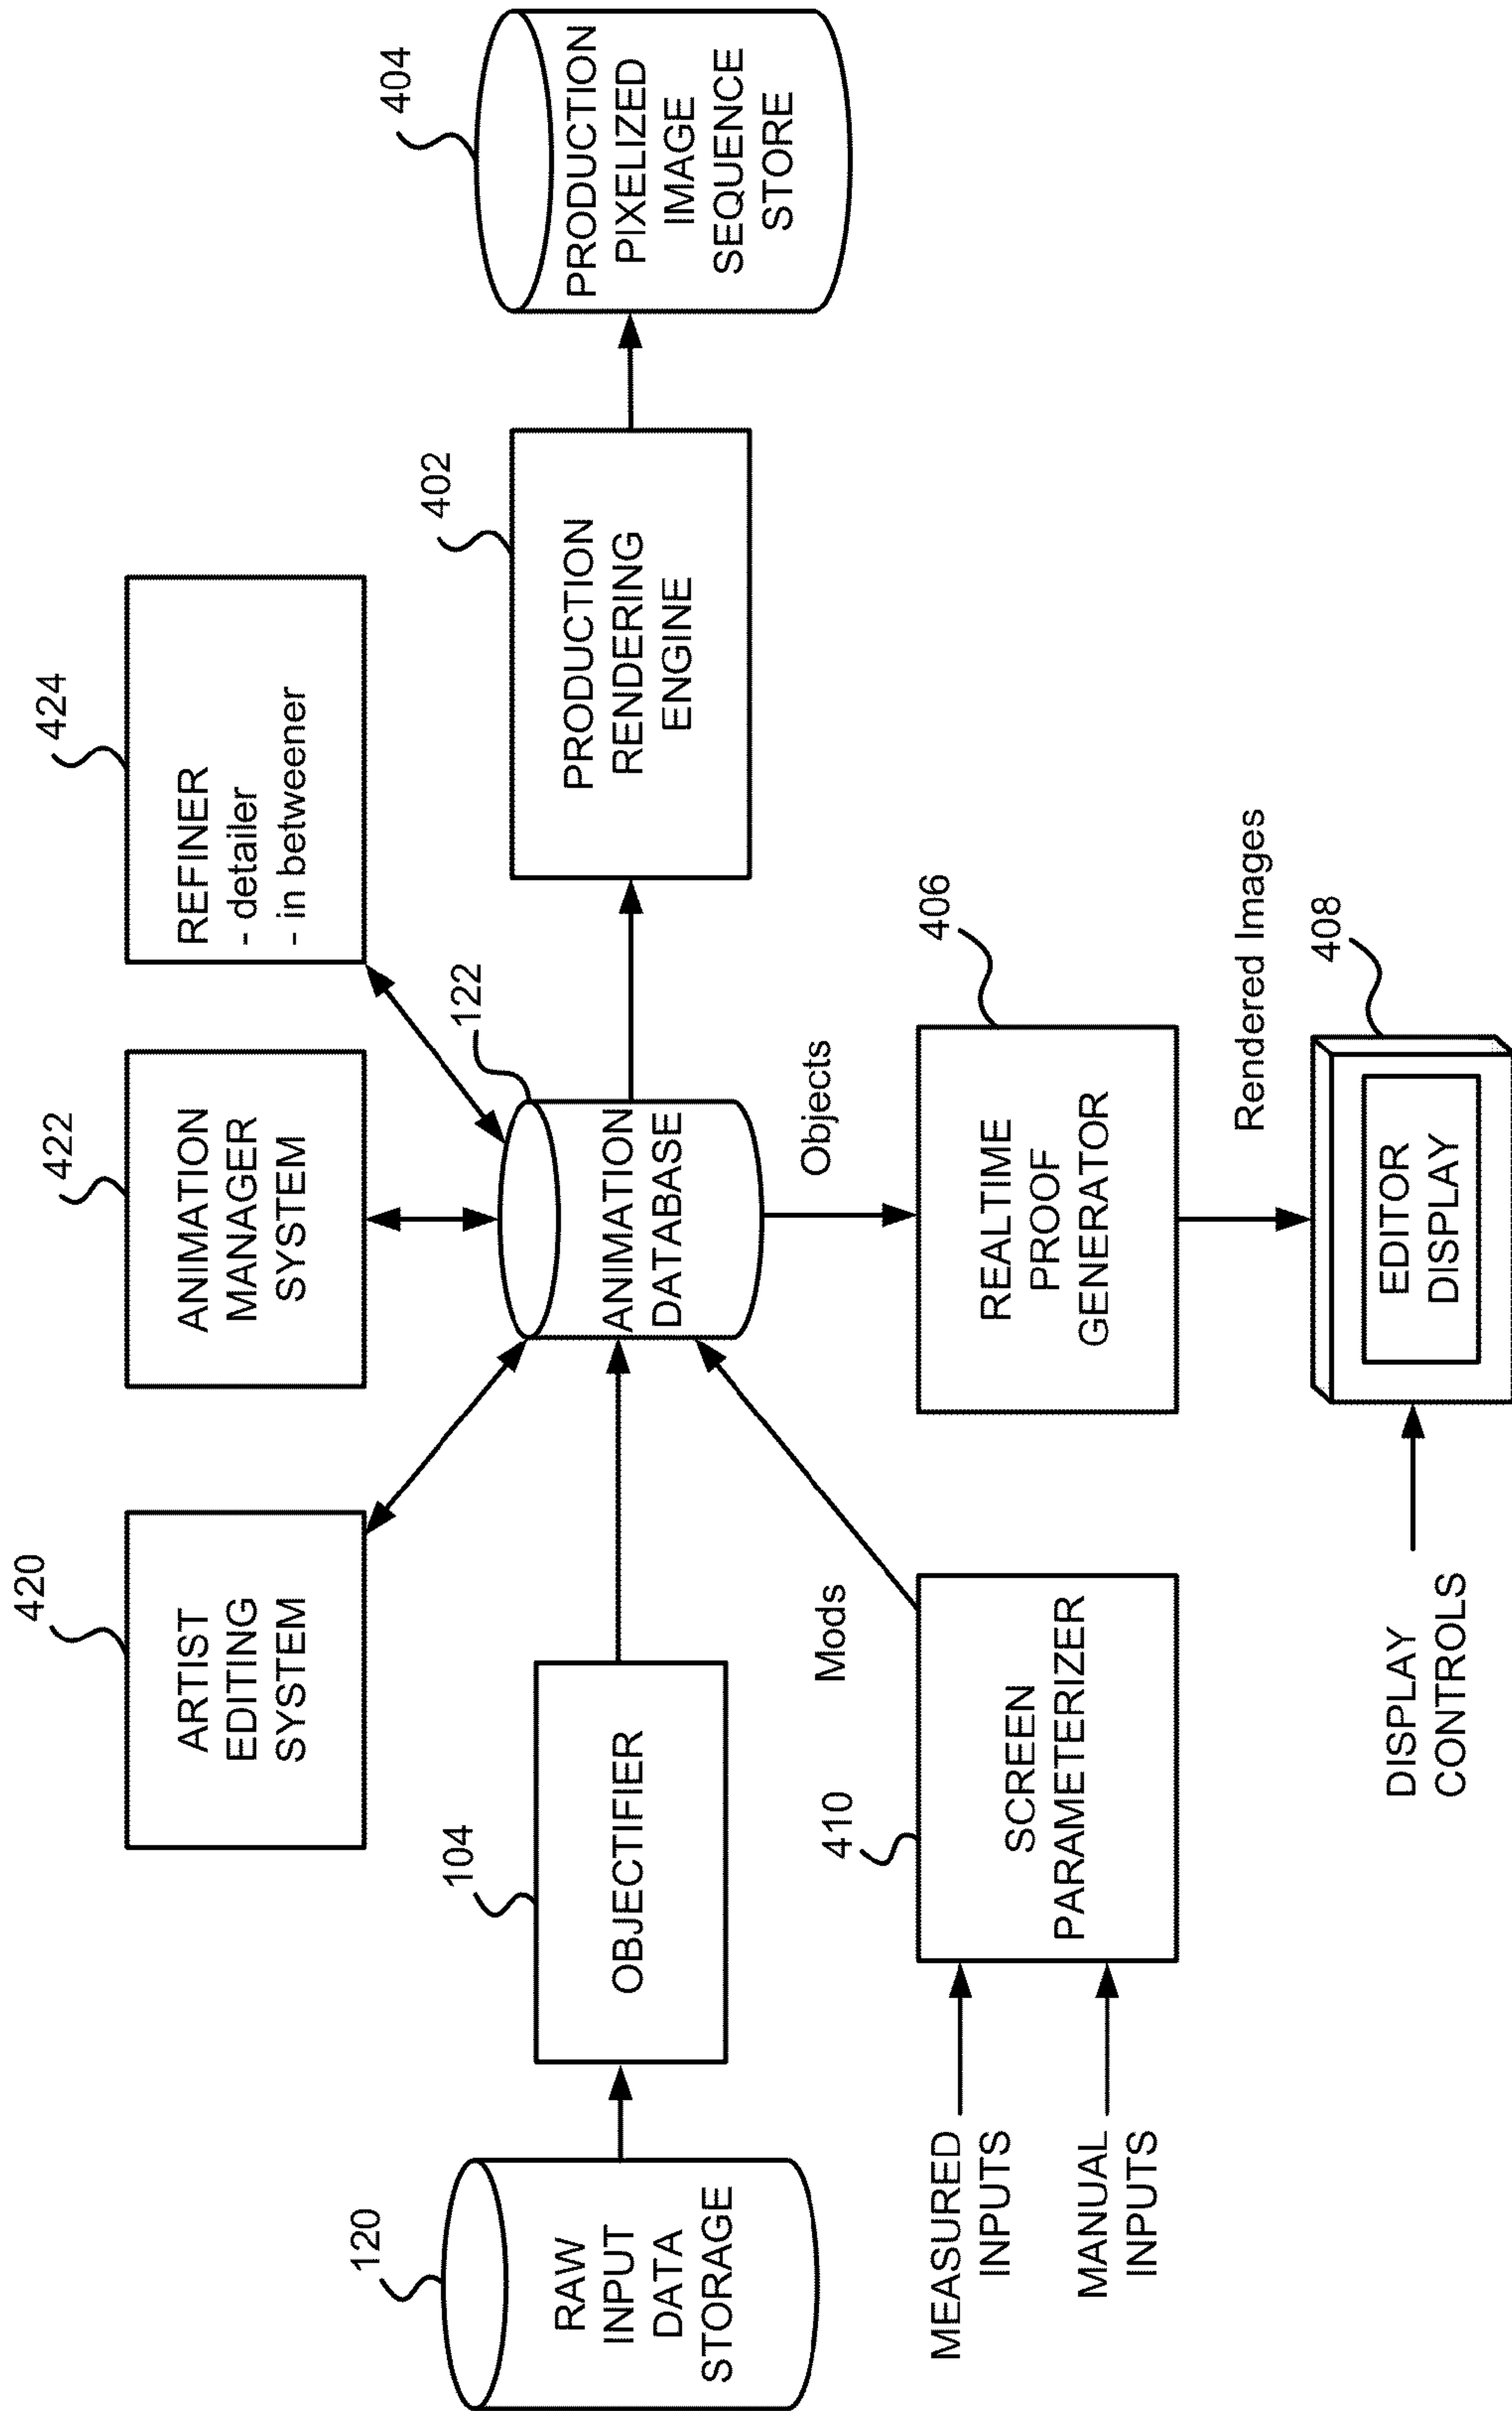 420
ARTIST
EDITING
SYSTEM
422
ANIMATION
MANAGER
SYSTEM
424
REFINER
- detailer
- in betweener
120
RAW
INPUT
DATA
STORAGE
104
OBJECTIFIER
122
ANIMATION
DATABASE
402
PRODUCTION
RENDERING
ENGINE
404
PRODUCTION
PIXELIZED
IMAGE
SEQUENCE
STORE
MEASURED
INPUTS
MANUAL
INPUTS
410
SCREEN
PARAMETERIZER
Mods
Objects
406
REALTIME
PROOF
GENERATOR
Rendered Images
DISPLAY
CONTROLS
408
EDITOR
DISPLAY